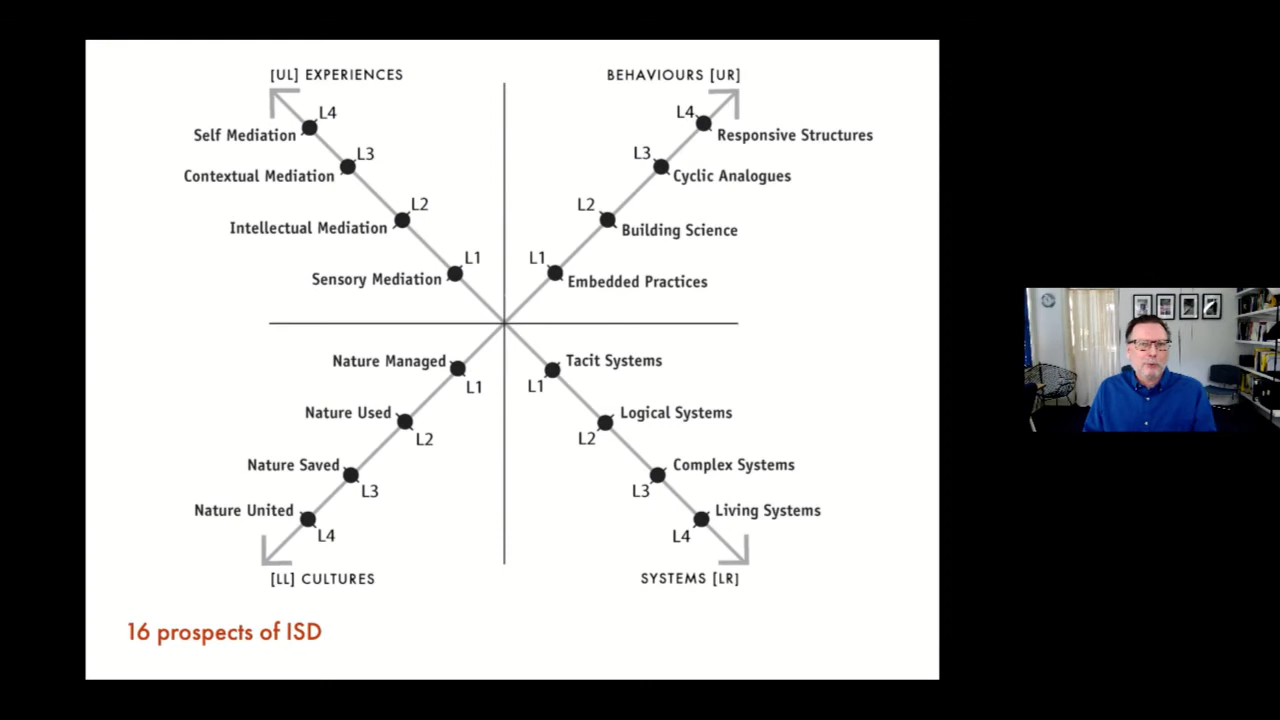 [UL] EXPERIENCES
BEHAVIOURS [UR]
L4
Self Mediation
L3
Contextual Mediation
L2
Intellectual Mediation
L1
Sensory Mediation
L4
Responsive Structures
L3
Cyclic Analogues
L2
Building Science
L1
Embedded Practices
Nature Managed
L1
Nature Used
L2
Nature Saved
L3
Nature United
L4
[LL] CULTURES
Tacit Systems
L1
Logical Systems
L2
Complex Systems
L3
Living Systems
L4
SYSTEMS [LR]
16 prospects of ISD